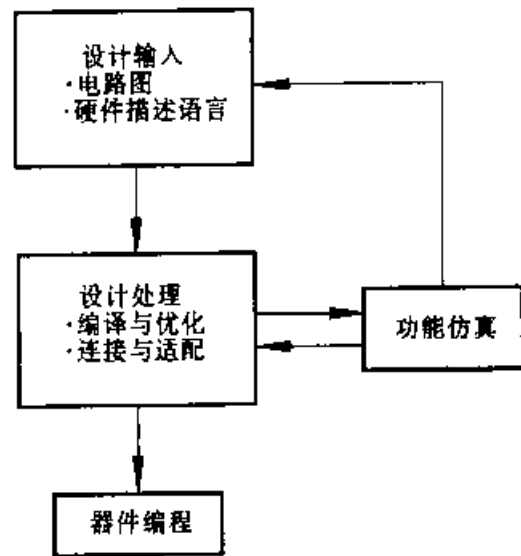 设计输入
·电路图
·硬件描述语言
设计处理
·编译与优化
·连接与适配
功能仿真
器件编程